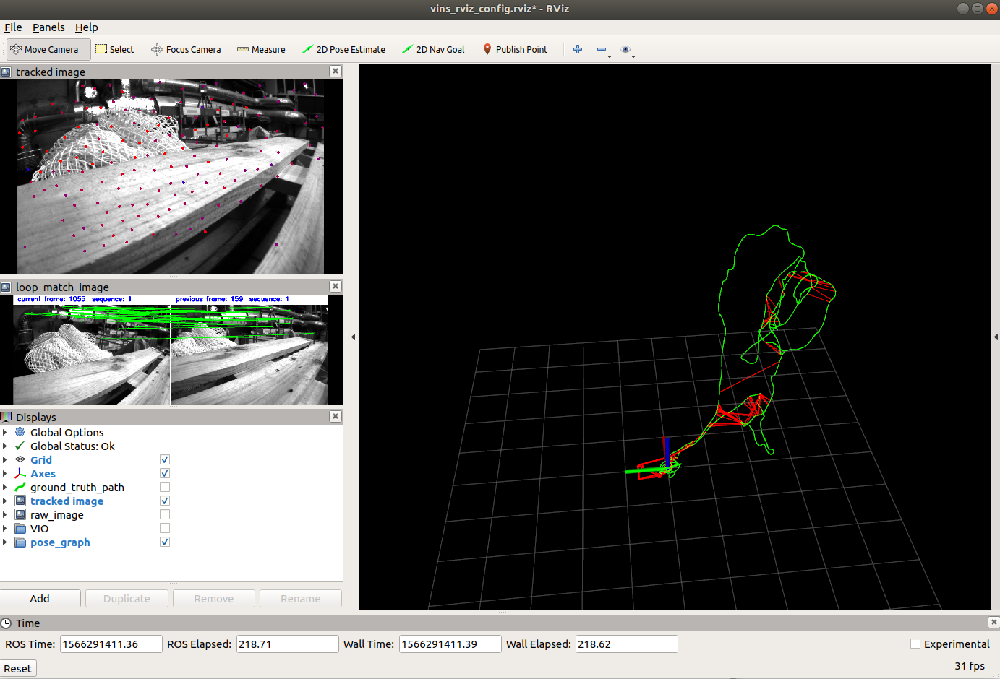 vins_rviz_config.rviz* - RViz
File Panels Help
Move Camera Select Focus Camera Measure 2D Pose Estimate 2D Nav Goal Publish Point
tracked image
loop_match_image
current frame: 1055 sequence: 1 previous frame: 159 sequence: 1
Displays
Global Options
Global Status: Ok
Grid
Axes
ground_truth_path
tracked image
raw_image
VIO
pose_graph
Add Duplicate Remove Rename
Time
ROS Time: 1566291411.36 ROS Elapsed: 218.71 Wall Time: 1566291411.39 Wall Elapsed: 218.62 Experimental
Reset 31 fps